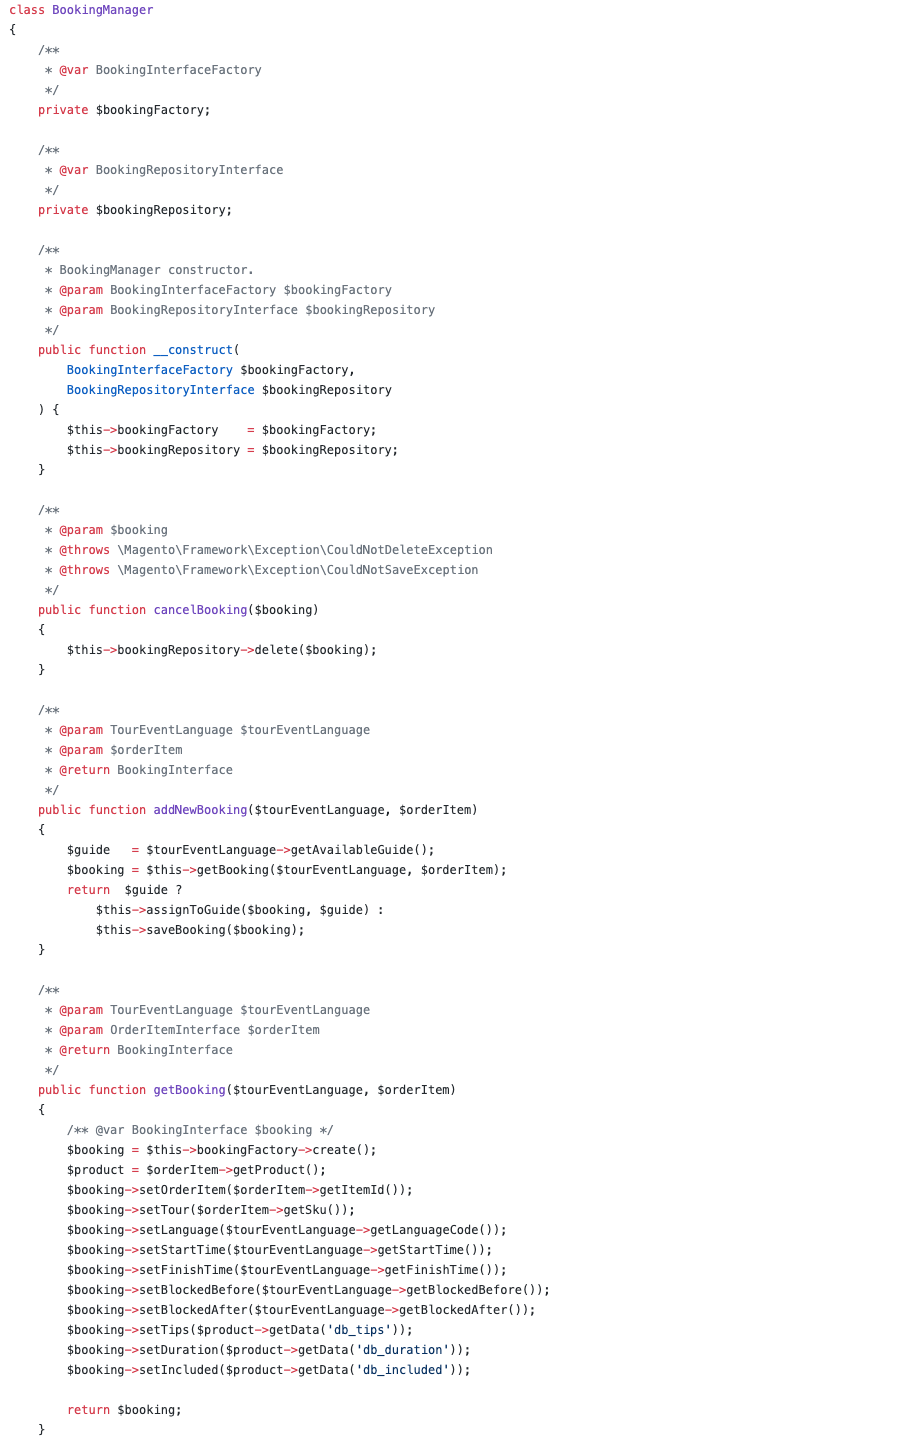 class BookingManager
{
    /**
     * @var BookingInterfaceFactory
     */
    private $bookingFactory;

    /**
     * @var BookingRepositoryInterface
     */
    private $bookingRepository;

    /**
     * BookingManager constructor.
     * @param BookingInterfaceFactory $bookingFactory
     * @param BookingRepositoryInterface $bookingRepository
     */
    public function __construct(
        BookingInterfaceFactory $bookingFactory,
        BookingRepositoryInterface $bookingRepository
    ) {
        $this->bookingFactory    = $bookingFactory;
        $this->bookingRepository = $bookingRepository;
    }

    /**
     * @param $booking
     * @throws \Magento\Framework\Exception\CouldNotDeleteException
     * @throws \Magento\Framework\Exception\CouldNotSaveException
     */
    public function cancelBooking($booking)
    {
        $this->bookingRepository->delete($booking);
    }

    /**
     * @param TourEventLanguage $tourEventLanguage
     * @param $orderItem
     * @return BookingInterface
     */
    public function addNewBooking($tourEventLanguage, $orderItem)
    {
        $guide   = $tourEventLanguage->getAvailableGuide();
        $booking = $this->getBooking($tourEventLanguage, $orderItem);
        return  $guide ?
            $this->assignToGuide($booking, $guide) :
            $this->saveBooking($booking);
    }

    /**
     * @param TourEventLanguage $tourEventLanguage
     * @param OrderItemInterface $orderItem
     * @return BookingInterface
     */
    public function getBooking($tourEventLanguage, $orderItem)
    {
        /** @var BookingInterface $booking */
        $booking = $this->bookingFactory->create();
        $product = $orderItem->getProduct();
        $booking->setOrderItem($orderItem->getItemId());
        $booking->setTour($orderItem->getSku());
        $booking->setLanguage($tourEventLanguage->getLanguageCode());
        $booking->setStartTime($tourEventLanguage->getStartTime());
        $booking->setFinishTime($tourEventLanguage->getFinishTime());
        $booking->setBlockedBefore($tourEventLanguage->getBlockedBefore());
        $booking->setBlockedAfter($tourEventLanguage->getBlockedAfter());
        $booking->setTips($product->getData('db_tips'));
        $booking->setDuration($product->getData('db_duration'));
        $booking->setIncluded($product->getData('db_included'));

        return $booking;
    }